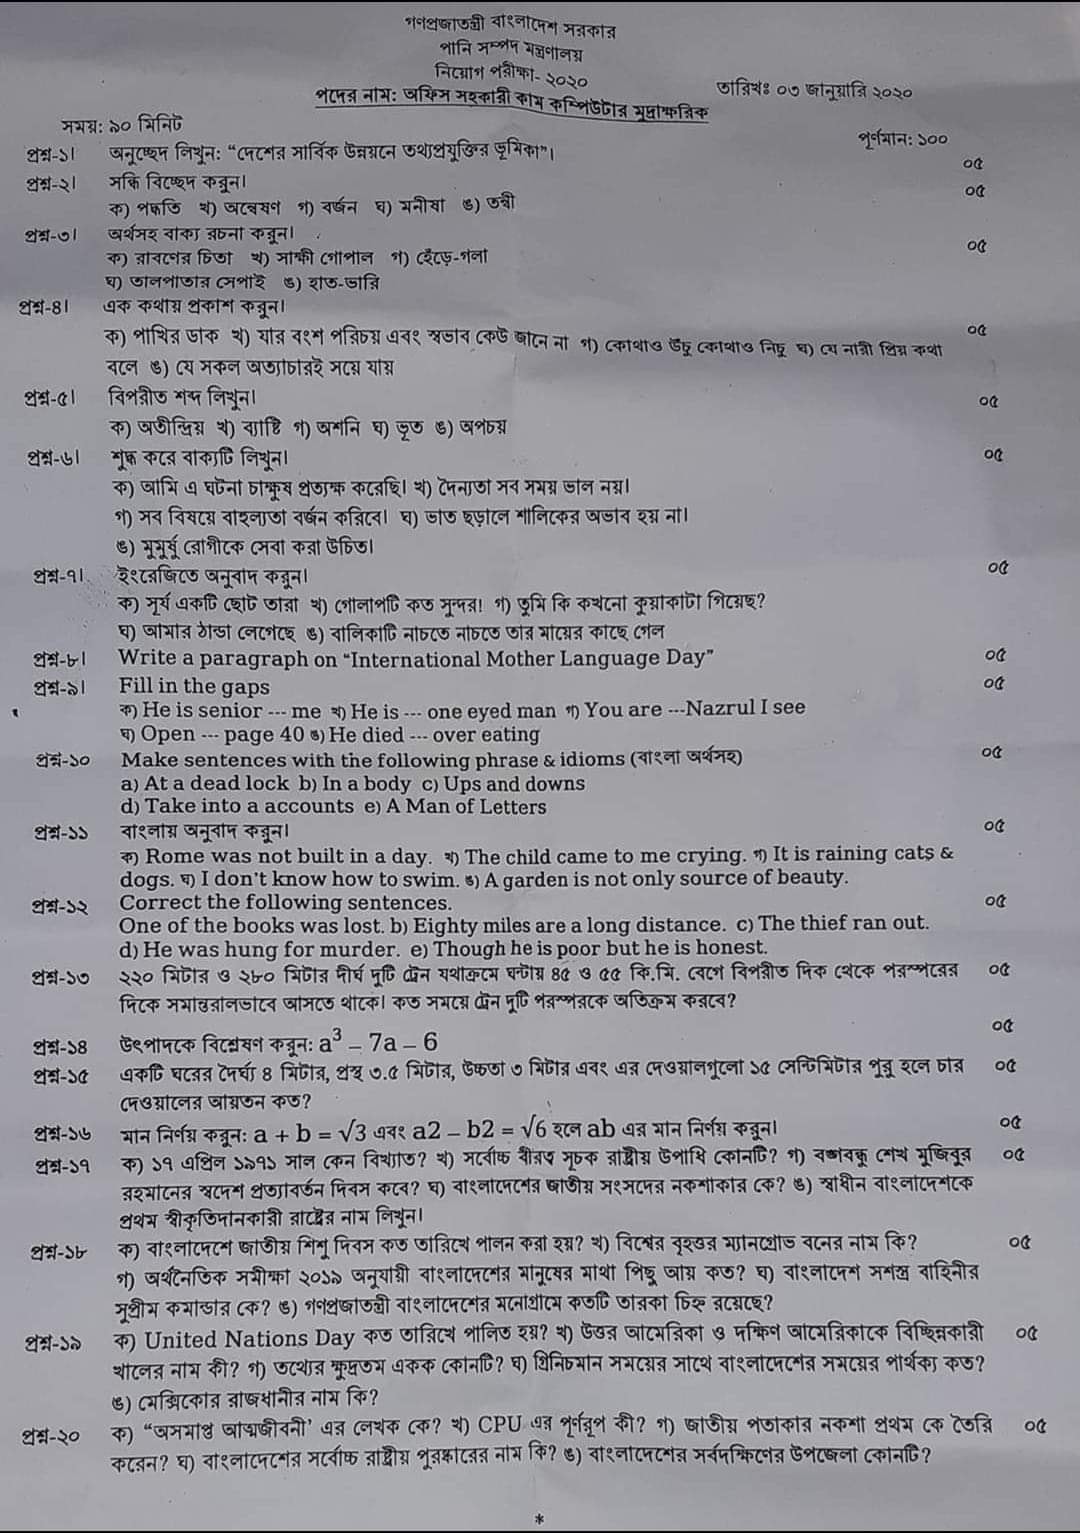 গণপ্রজাতন্ত্রী বাংলাদেশ সরকার
পানি সম্পদ মন্ত্রণালয়
নিয়োগ পরীক্ষা- ২০২০
তারিখঃ ০৩ জানুয়ারি ২০২০
পদের নাম: অফিস সহকারী কাম কম্পিউটার মুদ্রাক্ষরিক
সময়: ৯০ মিনিট
পূর্ণমান: ১০০
প্রশ্ন-১। অনুচ্ছেদ লিখুন: “দেশের সার্বিক উন্নয়নে তথ্যপ্রযুক্তির ভূমিকা”। ০৫
প্রশ্ন-২। সন্ধি বিচ্ছেদ করুন। ০৫
ক) পদ্ধতি খ) অন্বেষণ গ) বর্জন ঘ) মনীষা ঙ) তন্বী
প্রশ্ন-৩। অর্থসহ বাক্য রচনা করুন। ০৫
ক) রাবণের চিতা খ) সাক্ষী গোপাল গ) হেঁড়ে-গলা
ঘ) তালপাতার সেপাই ঙ) হাত-ভারি
প্রশ্ন-৪। এক কথায় প্রকাশ করুন।
ক) পাখির ডাক খ) যার বংশ পরিচয় এবং স্বভাব কেউ জানে না গ) কোথাও উঁচু কোথাও নিচু ঘ) যে নারী প্রিয় কথা ০৫
বলে ঙ) যে সকল অত্যাচারই সয়ে যায়
প্রশ্ন-৫। বিপরীত শব্দ লিখুন। ০৫
ক) অতীন্দ্রিয় খ) ব্যাষ্টি গ) অশনি ঘ) ভূত ঙ) অপচয়
প্রশ্ন-৬। শুদ্ধ করে বাক্যটি লিখুন। ০৫
ক) আমি এ ঘটনা চাক্ষুষ প্রত্যক্ষ করেছি। খ) দৈন্যতা সব সময় ভাল নয়।
গ) সব বিষয়ে বাহুল্যতা বর্জন করিবে। ঘ) ভাত ছড়ালে শালিকের অভাব হয় না।
ঙ) মুমুর্ষু রোগীকে সেবা করা উচিত।
প্রশ্ন-৭। ইংরেজিতে অনুবাদ করুন। ০৫
ক) সূর্য একটি ছোট তারা খ) গোলাপটি কত সুন্দর! গ) তুমি কি কখনো কুয়াকাটা গিয়েছ?
ঘ) আমার ঠান্ডা লেগেছে ঙ) বালিকাটি নাচতে নাচতে তার মায়ের কাছে গেল
প্রশ্ন-৮। Write a paragraph on “International Mother Language Day” ০৫
প্রশ্ন-৯। Fill in the gaps ০৫
ক) He is senior --- me খ) He is --- one eyed man গ) You are ---Nazrul I see
ঘ) Open --- page 40 ঙ) He died --- over eating
প্রশ্ন-১০ Make sentences with the following phrase & idioms (বাংলা অর্থসহ) ০৫
a) At a dead lock b) In a body c) Ups and downs
d) Take into a accounts e) A Man of Letters
প্রশ্ন-১১ বাংলায় অনুবাদ করুন। ০৫
ক) Rome was not built in a day. খ) The child came to me crying. গ) It is raining cats &
dogs. ঘ) I don't know how to swim. ঙ) A garden is not only source of beauty.
প্রশ্ন-১২ Correct the following sentences. ০৫
One of the books was lost. b) Eighty miles are a long distance. c) The thief ran out.
d) He was hung for murder. e) Though he is poor but he is honest.
প্রশ্ন-১৩ ২২০ মিটার ও ২৮০ মিটার দীর্ঘ দুটি ট্রেন যথাক্রমে ঘন্টায় ৪৫ ও ৫৫ কি.মি. বেগে বিপরীত দিক থেকে পরস্পরের ০৫
দিকে সমান্তরালভাবে আসতে থাকে। কত সময়ে ট্রেন দুটি পরস্পরকে অতিক্রম করবে?
প্রশ্ন-১৪ উৎপাদকে বিশ্লেষণ করুন: a³ – 7a – 6 ০৫
প্রশ্ন-১৫ একটি ঘরের দৈর্ঘ্য ৪ মিটার, প্রস্থ ৩.৫ মিটার, উচ্চতা ৩ মিটার এবং এর দেওয়ালগুলো ১৫ সেন্টিমিটার পুরু হলে চার ০৫
দেওয়ালের আয়তন কত?
প্রশ্ন-১৬ মান নির্ণয় করুন: a + b = √3 এবং a2 – b2 = √6 হলে ab এর মান নির্ণয় করুন। ০৫
প্রশ্ন-১৭ ক) ১৭ এপ্রিল ১৯৭১ সাল কেন বিখ্যাত? খ) সর্বোচ্চ বীরত্ব সূচক রাষ্ট্রীয় উপাধি কোনটি? গ) বঙ্গবন্ধু শেখ মুজিবুর ০৫
রহমানের স্বদেশ প্রত্যাবর্তন দিবস কবে? ঘ) বাংলাদেশের জাতীয় সংসদের নকশাকার কে? ঙ) স্বাধীন বাংলাদেশকে
প্রথম স্বীকৃতিদানকারী রাষ্ট্রের নাম লিখুন।
প্রশ্ন-১৮ ক) বাংলাদেশে জাতীয় শিশু দিবস কত তারিখে পালন করা হয়? খ) বিশ্বের বৃহত্তর ম্যানগ্রোভ বনের নাম কি? ০৫
গ) অর্থনৈতিক সমীক্ষা ২০১৯ অনুযায়ী বাংলাদেশের মানুষের মাথা পিছু আয় কত? ঘ) বাংলাদেশ সশস্ত্র বাহিনীর
সুপ্রীম কমান্ডার কে? ঙ) গণপ্রজাতন্ত্রী বাংলাদেশের মনোগ্রামে কতটি তারকা চিহ্ন রয়েছে?
প্রশ্ন-১৯ ক) United Nations Day কত তারিখে পালিত হয়? খ) উত্তর আমেরিকা ও দক্ষিণ আমেরিকাকে বিচ্ছিন্নকারী ০৫
খালের নাম কী? গ) তথ্যের ক্ষুদ্রতম একক কোনটি? ঘ) গ্রিনিচমান সময়ের সাথে বাংলাদেশের সময়ের পার্থক্য কত?
ঙ) মেক্সিকোর রাজধানীর নাম কি?
প্রশ্ন-২০ ক) “অসমাপ্ত আত্মজীবনী’ এর লেখক কে? খ) CPU এর পূর্ণরূপ কী? গ) জাতীয় পতাকার নকশা প্রথম কে তৈরি ০৫
করেন? ঘ) বাংলাদেশের সর্বোচ্চ রাষ্ট্রীয় পুরষ্কারের নাম কি? ঙ) বাংলাদেশের সর্বদক্ষিণের উপজেলা কোনটি?
*